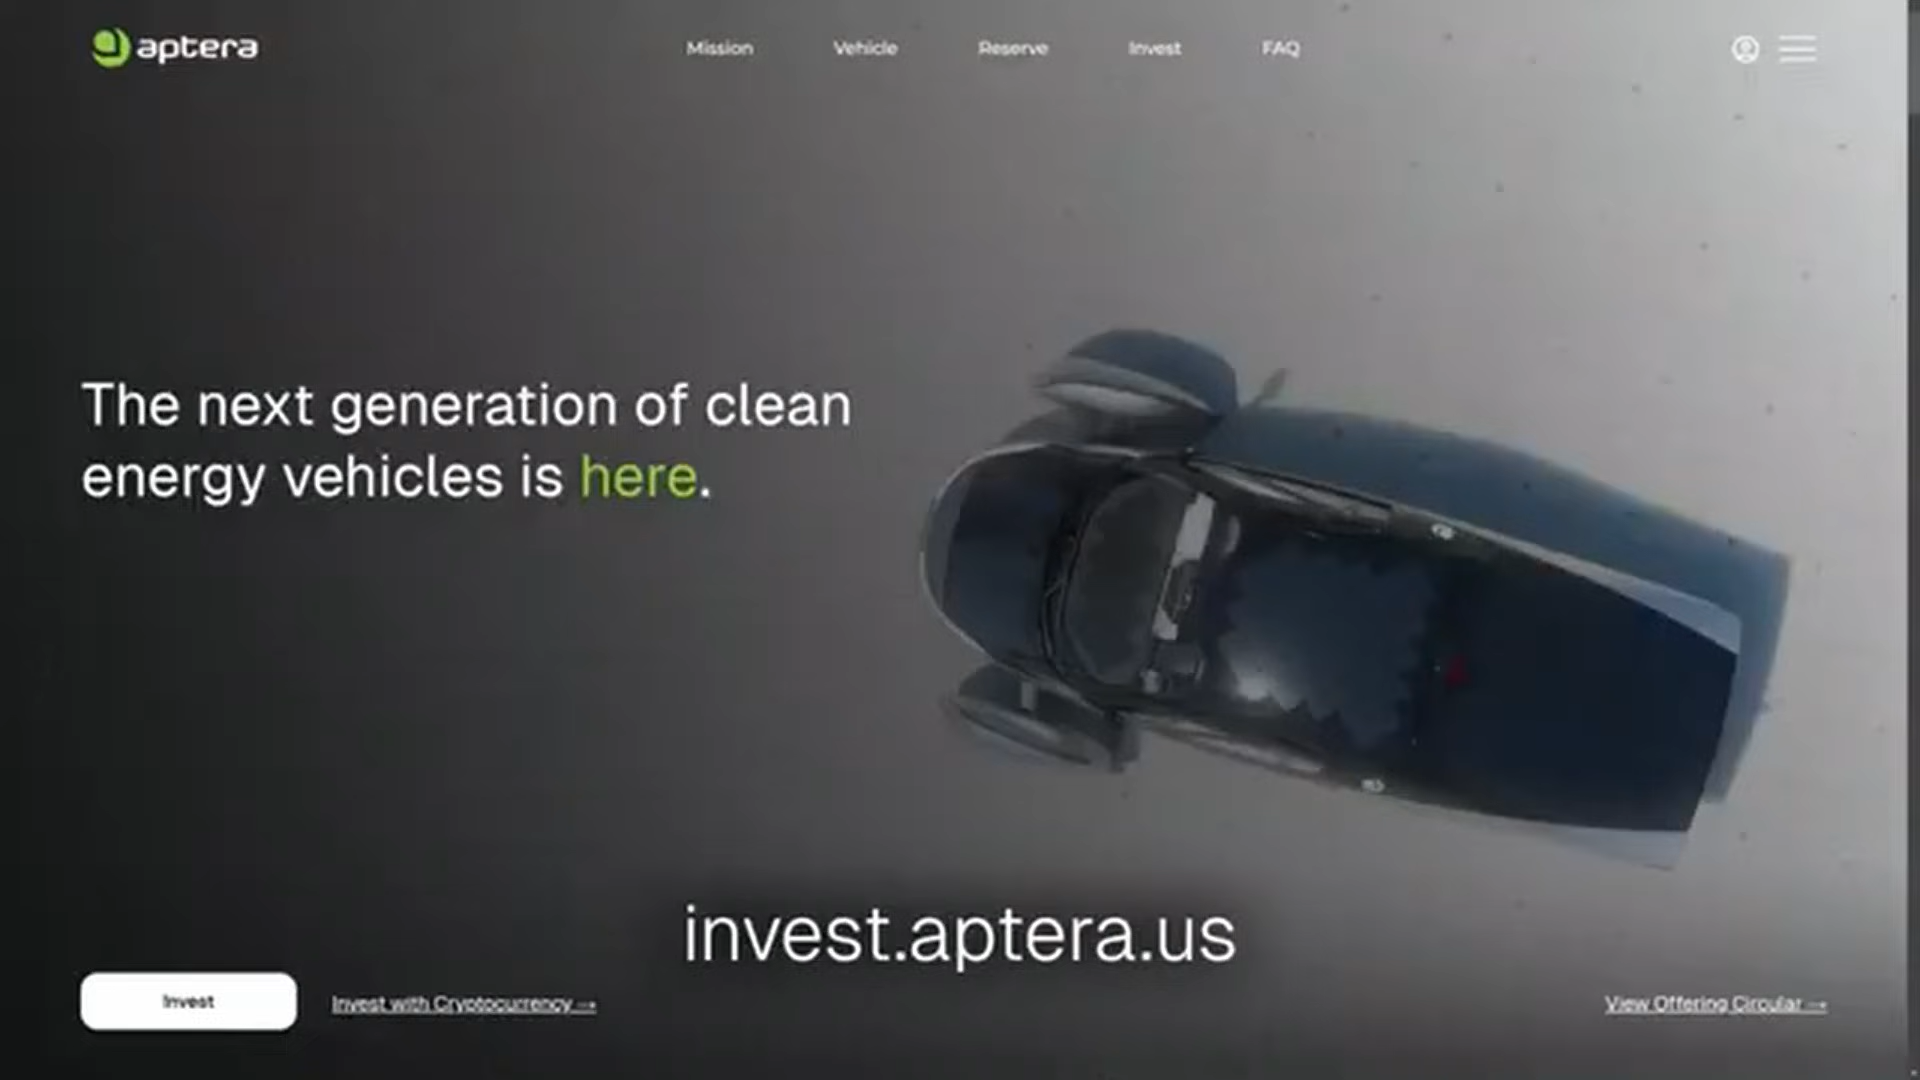 aptera
Mission
Vehicle
Reserve
Invest
FAQ
The next generation of clean
energy vehicles is here.
invest.aptera.us
Invest
Invest with Cryptocurrency →
View Offering Circular →